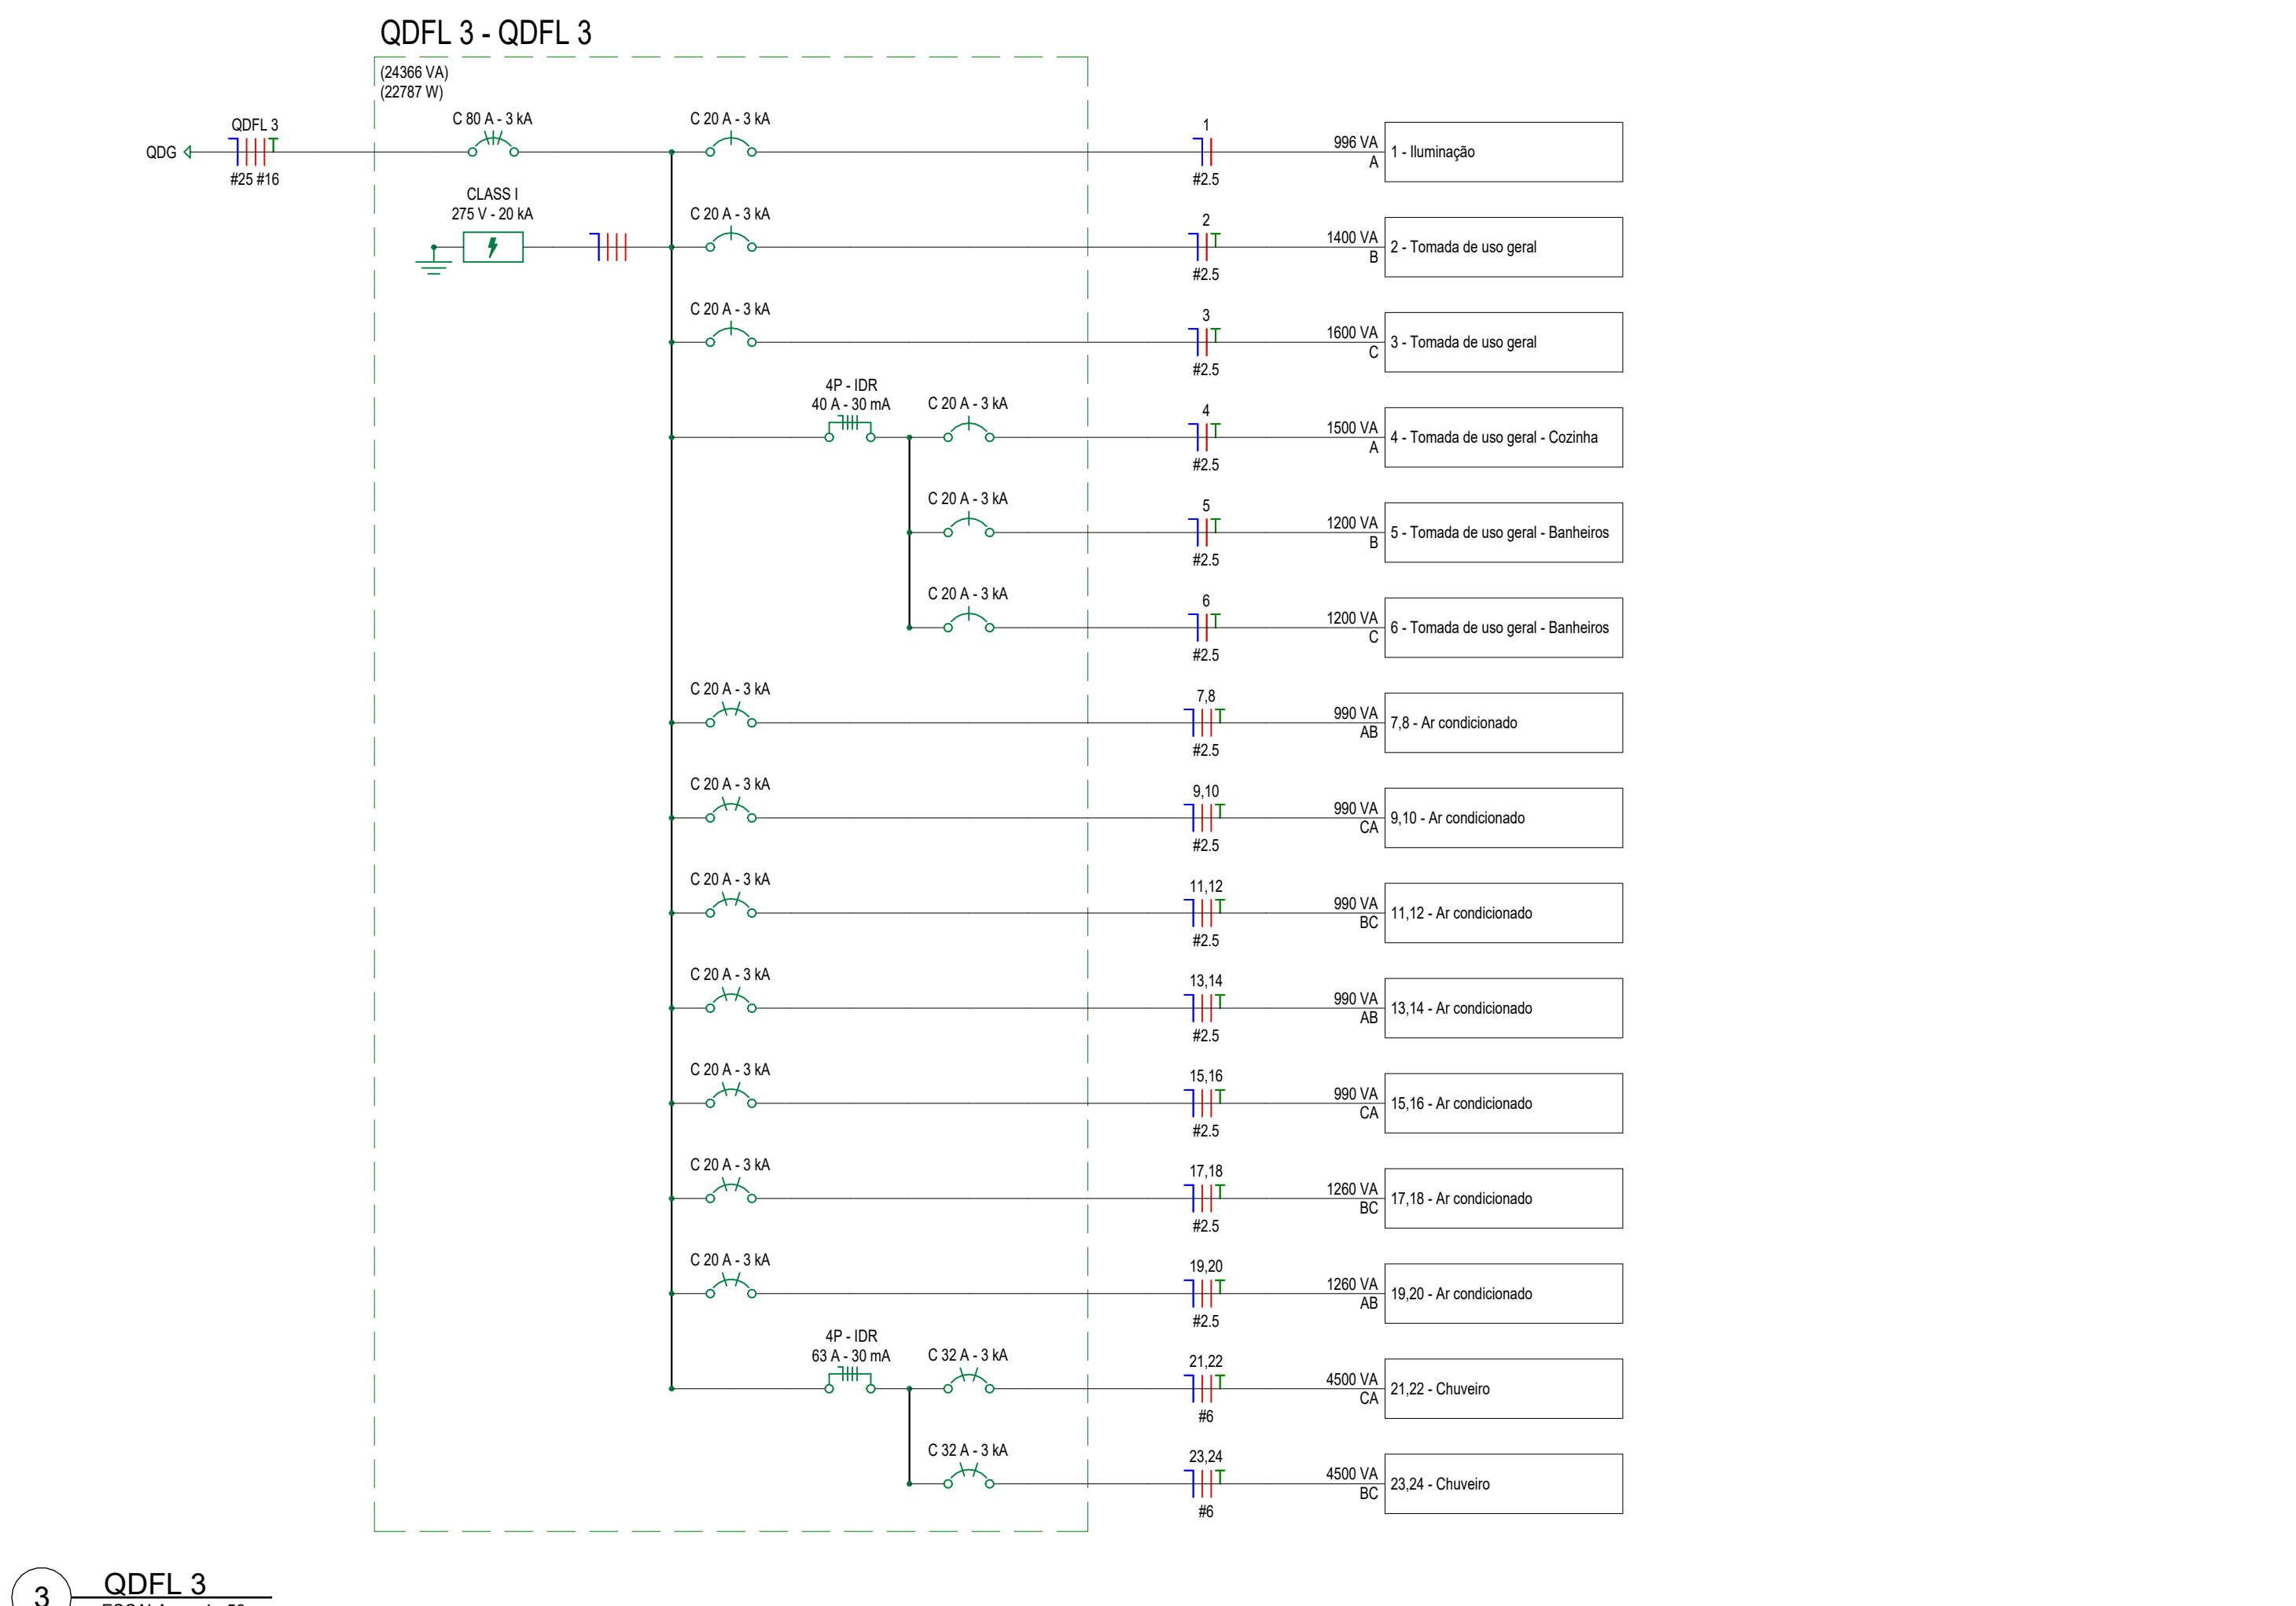 QDFL 3 - QDFL 3
(24366 VA)
(22787 W)
QDFL 3
C 80 A - 3 kA
C 20 A - 3 kA
1
996 VA
QDG
1 - Iluminação
A
#25 #16
#2.5
CLASS I
275 V - 20 kA
C 20 A - 3 kA
2
1400 VA
2 - Tomada de uso geral
B
#2.5
C 20 A - 3 kA
3
1600 VA
3 - Tomada de uso geral
C
#2.5
4P - IDR
40 A - 30 mA
C 20 A - 3 kA
4
1500 VA
4 - Tomada de uso geral - Cozinha
A
#2.5
C 20 A - 3 kA
5
1200 VA
5 - Tomada de uso geral - Banheiros
B
#2.5
C 20 A - 3 kA
6
1200 VA
6 - Tomada de uso geral - Banheiros
C
#2.5
C 20 A - 3 kA
7,8
990 VA
7,8 - Ar condicionado
AB
#2.5
C 20 A - 3 kA
9,10
990 VA
9,10 - Ar condicionado
CA
#2.5
C 20 A - 3 kA
11,12
990 VA
11,12 - Ar condicionado
BC
#2.5
C 20 A - 3 kA
13,14
990 VA
13,14 - Ar condicionado
AB
#2.5
C 20 A - 3 kA
15,16
990 VA
15,16 - Ar condicionado
CA
#2.5
C 20 A - 3 kA
17,18
1260 VA
17,18 - Ar condicionado
BC
#2.5
C 20 A - 3 kA
19,20
1260 VA
19,20 - Ar condicionado
AB
#2.5
4P - IDR
63 A - 30 mA
C 32 A - 3 kA
21,22
4500 VA
21,22 - Chuveiro
CA
#6
C 32 A - 3 kA
23,24
4500 VA
23,24 - Chuveiro
BC
#6
3
QDFL 3